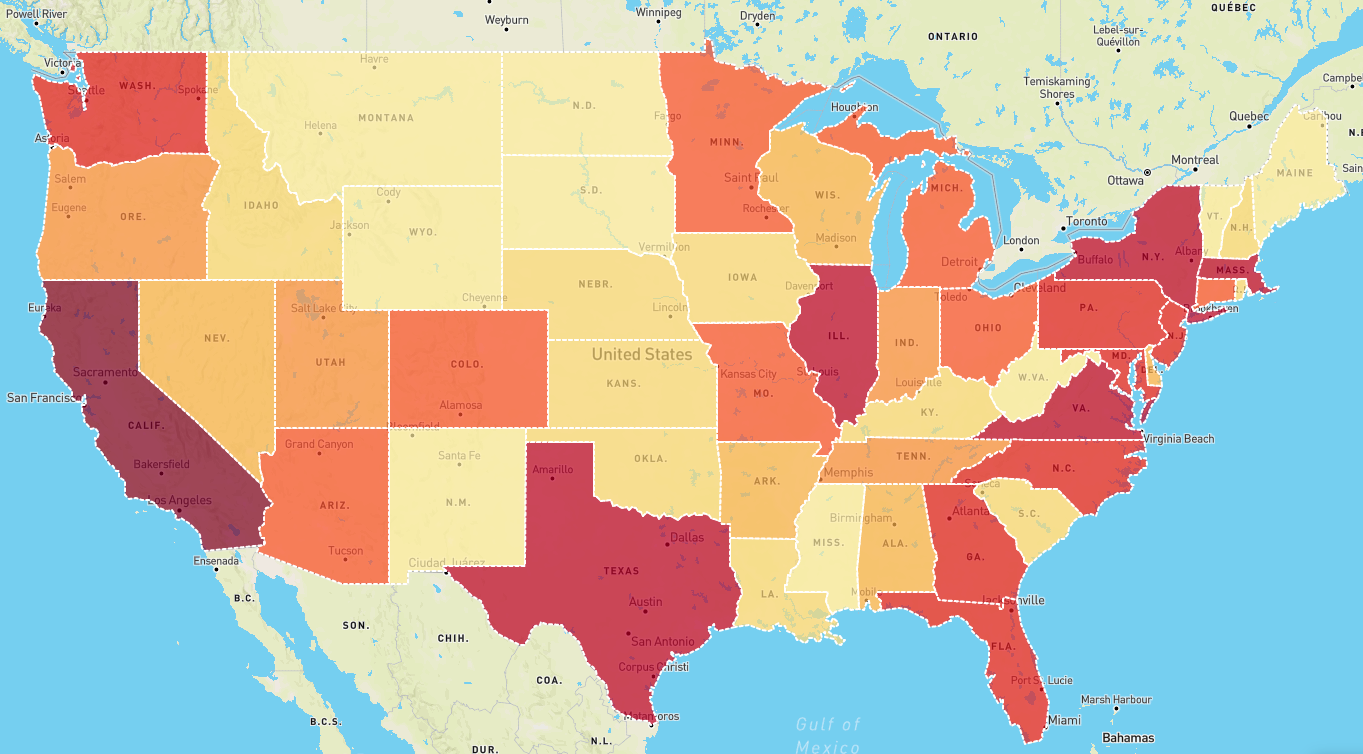 Powell River
Weyburn
Winnipeg
Dryden
QUÉBEC
ONTARIO
Lebel-sur-
Quévillon
Victoria
Seattle
WASH.
Spokane
Havre
MONTANA
Helena
N.D.
Fargo
MINN.
Houghton
Temiskaming
Shores
Campbe
Quebec
Caribou
N.B
Astoria
Montreal
Ottawa
MAINE
Sain
Salem
Eugene
ORE.
IDAHO
Cody
Jackson
WYO.
S.D.
Saint Paul
Rochester
WIS.
Madison
MICH.
Toronto
London
VT.
N.H.
Vermilion
Detroit
Buffalo
N.Y.
Albany
MASS.
Eureka
Salt Lake City
Cheyenne
NEBR.
Lincoln
IOWA
Davenport
Toledo
Cleveland
PA.
Brookhaven
NEV.
UTAH
COLO.
United States
ILL.
IND.
OHIO
N.J.
Sacramento
San Francisco
KANS.
Kansas City
St Louis
MO.
Louisville
W.VA.
MD.
DEL.
CALIF.
Alamosa
Bloomfield
KY.
VA.
Virginia Beach
Bakersfield
Los Angeles
Grand Canyon
Santa Fe
Amarillo
OKLA.
ARK.
Memphis
TENN.
N.C.
Seneca
ARIZ.
N.M.
Tucson
Ciudad Juárez
Dallas
Birmingham
MISS.
ALA.
Atlanta
GA.
S.C.
Ensenada
B.C.
TEXAS
Austin
San Antonio
Corpus Christi
LA.
Mobile
Jacksonville
FLA.
SON.
CHIH.
COA.
Port St. Lucie
Matamoros
Marsh Harbour
Miami
Bahamas
B.C.S.
DUR.
N.L.
Gulf of
Mexico